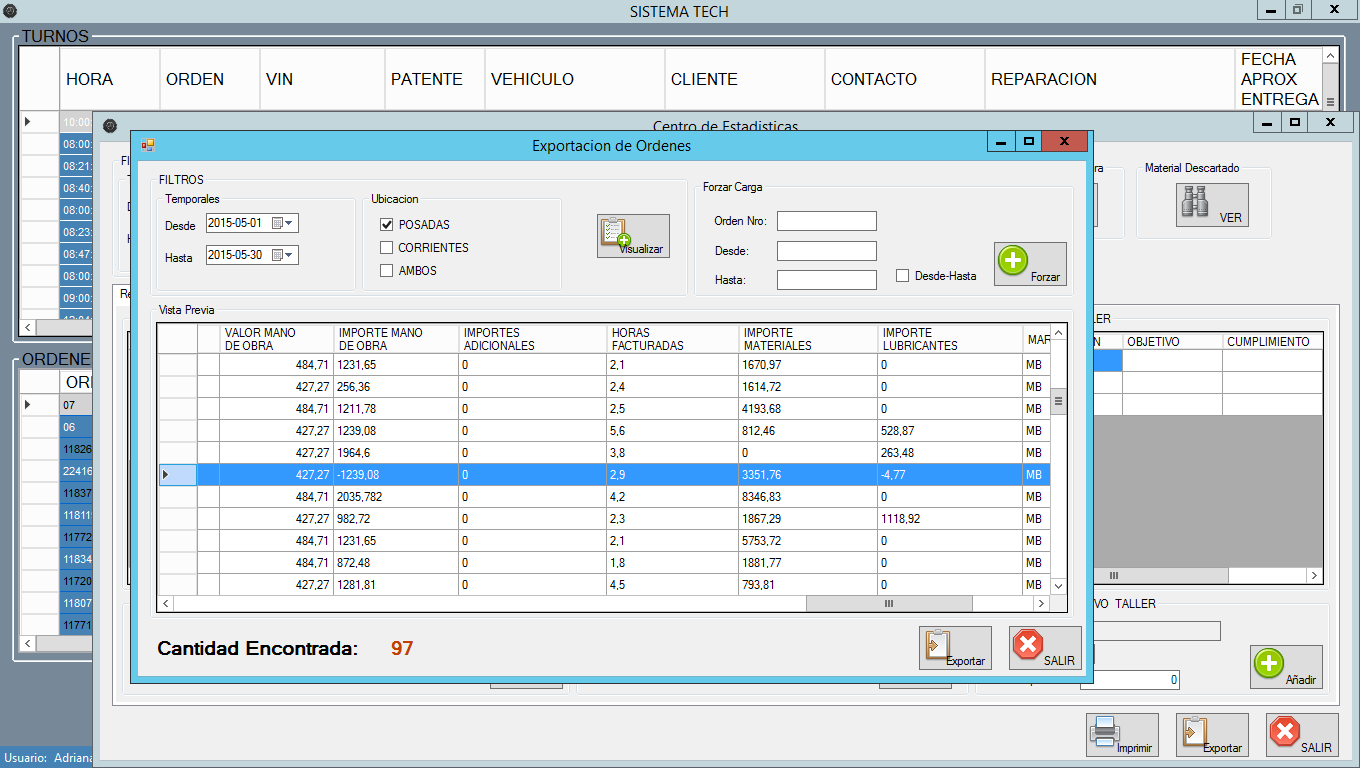 SISTEMA TECH
TURNOS
HORA ORDEN VIN PATENTE VEHICULO CLIENTE CONTACTO REPARACION FECHA APROX ENTREGA
10:00:
08:00:
08:21:
08:40:
08:00:
08:23:
08:47:
08:00:
09:00:
ORDENE
ORI
07
06
11826
22416
11837
11811
11772
11834
11720
11807
11771
Usuario: Adriana
Centro de Estadisticas
Material Descartado
VER
LER
OBJETIVO CUMPLIMIENTO
VO TALLER
0
Añadir
Imprimir
Exportar
SALIR
Exportacion de Ordenes
FILTROS
Temporales
Desde 2015-05-01
Hasta 2015-05-30
Ubicacion
POSADAS
CORRIENTES
AMBOS
Visualizar
Forzar Carga
Orden Nro:
Desde:
Hasta:
Desde-Hasta
Forzar
Vista Previa
VALOR MANO DE OBRA IMPORTE MANO DE OBRA IMPORTES ADICIONALES HORAS FACTURADAS IMPORTE MATERIALES IMPORTE LUBRICANTES MAR
484,71 1231,65 0 2,1 1670,97 0 MB
427,27 256,36 0 2,4 1614,72 0 MB
484,71 1211,78 0 2,5 4193,68 0 MB
427,27 1239,08 0 5,6 812,46 528,87 MB
427,27 1964,6 0 3,8 0 263,48 MB
427,27 -1239,08 0 2,9 3351,76 -4,77 MB
484,71 2035,782 0 4,2 8346,83 0 MB
427,27 982,72 0 2,3 1867,29 1118,92 MB
484,71 1231,65 0 2,1 5753,72 0 MB
484,71 872,48 0 1,8 1881,77 0 MB
427,27 1281,81 0 4,5 793,81 0 MB
Cantidad Encontrada: 97
Exportar
SALIR